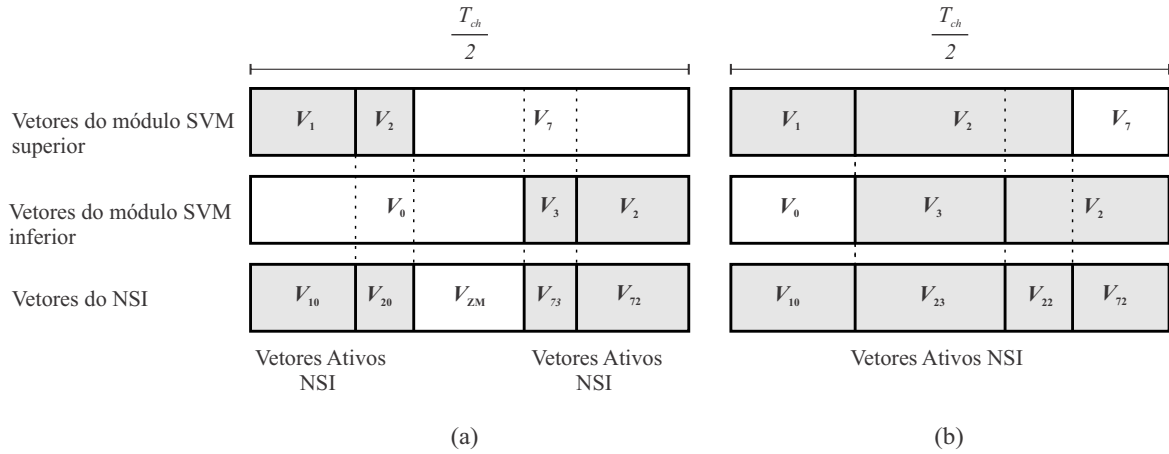 T_ch
2
T_ch
2
Vetores do módulo SVM
superior
V_1 V_2 V_7 V_1 V_2 V_7
Vetores do módulo SVM
inferior
V_0 V_3 V_2 V_0 V_3 V_2
Vetores do NSI
V_10 V_20 V_ZM V_73 V_72 V_10 V_23 V_22 V_72
Vetores Ativos
NSI
Vetores Ativos
NSI
Vetores Ativos NSI
(a)
(b)